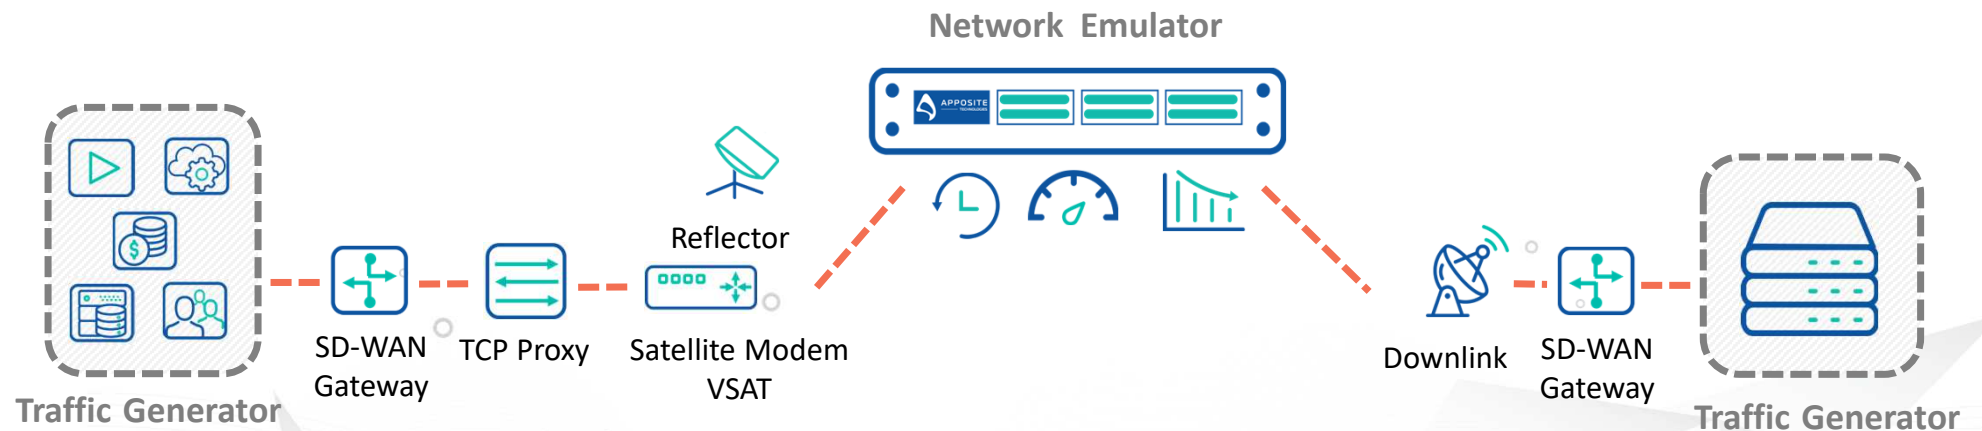 Network Emulator
APPOSITE
TECHNOLOGIES
$
Reflector
SD-WAN
Gateway
TCP Proxy
Satellite Modem
VSAT
Downlink
SD-WAN
Gateway
Traffic Generator
Traffic Generator